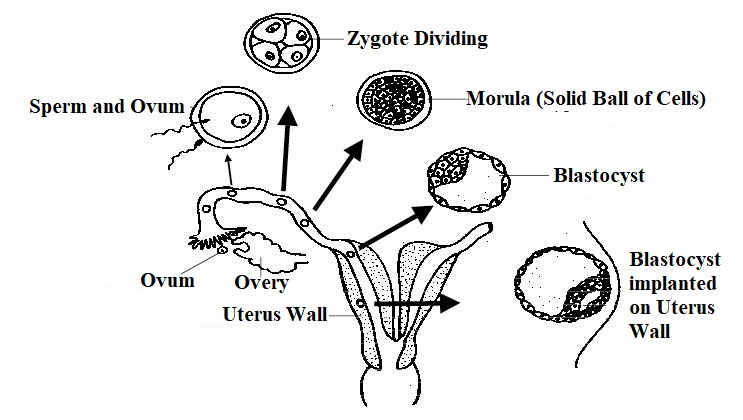 Zygote Dividing
Sperm and Ovum
Morula (Solid Ball of Cells)
Blastocyst
Ovum
Overy
Uterus Wall
Blastocyst
implanted
on Uterus
Wall